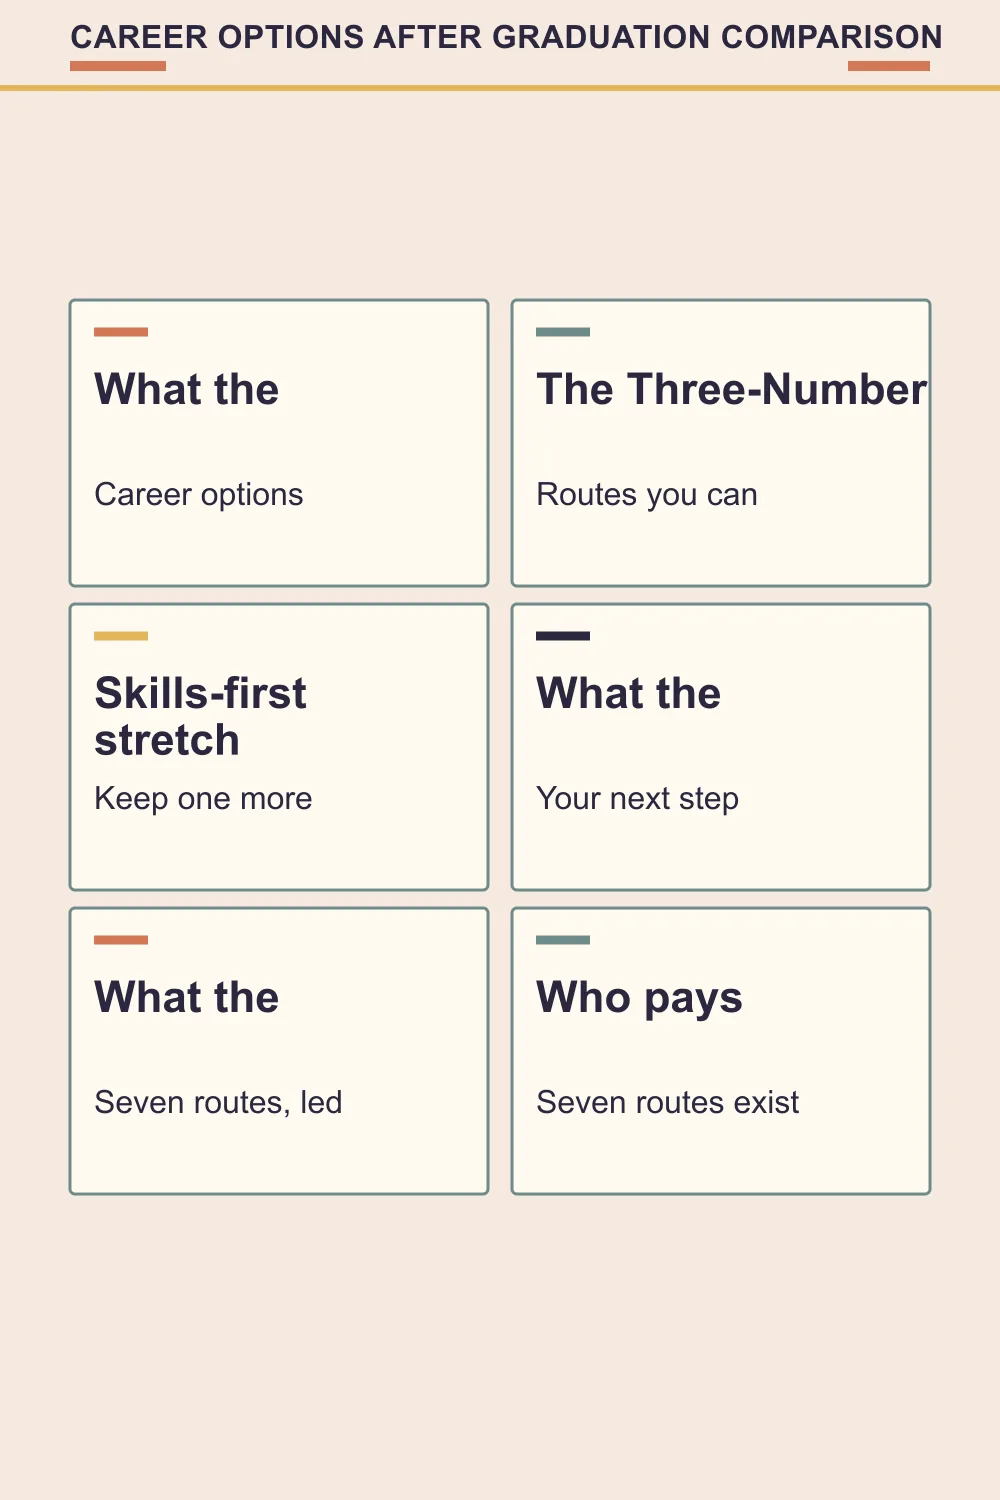 CAREER OPTIONS AFTER GRADUATION COMPARISON
What the
Career options
The Three-Number
Routes you can
Skills-first
stretch
Keep one more
What the
Your next step
What the
Seven routes, led
Who pays
Seven routes exist